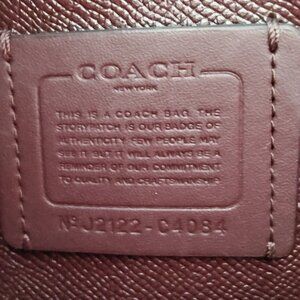 COACH
NEW YORK
THIS IS A COACH BAG. THE
STORYPATCH IS OUR BADGE OF
AUTHENTICITY. FEW PEOPLE MAY
SEE IT BUT IT WILL ALWAYS BE A
REMINDER OF OUR COMMITMENT
TO QUALITY AND CRAFTSMANSHIP
Nº J2122-C4084